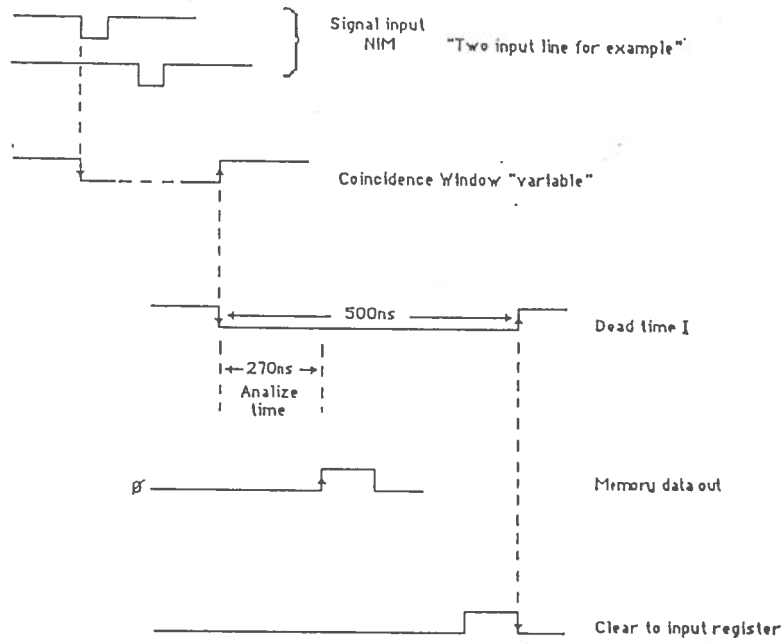 Signal input
NIM
"Two input line for example"
Coincidence Window "variable"
500ns
Dead time I
270ns
Analize
time
Ø
Memory data out
Clear to input register